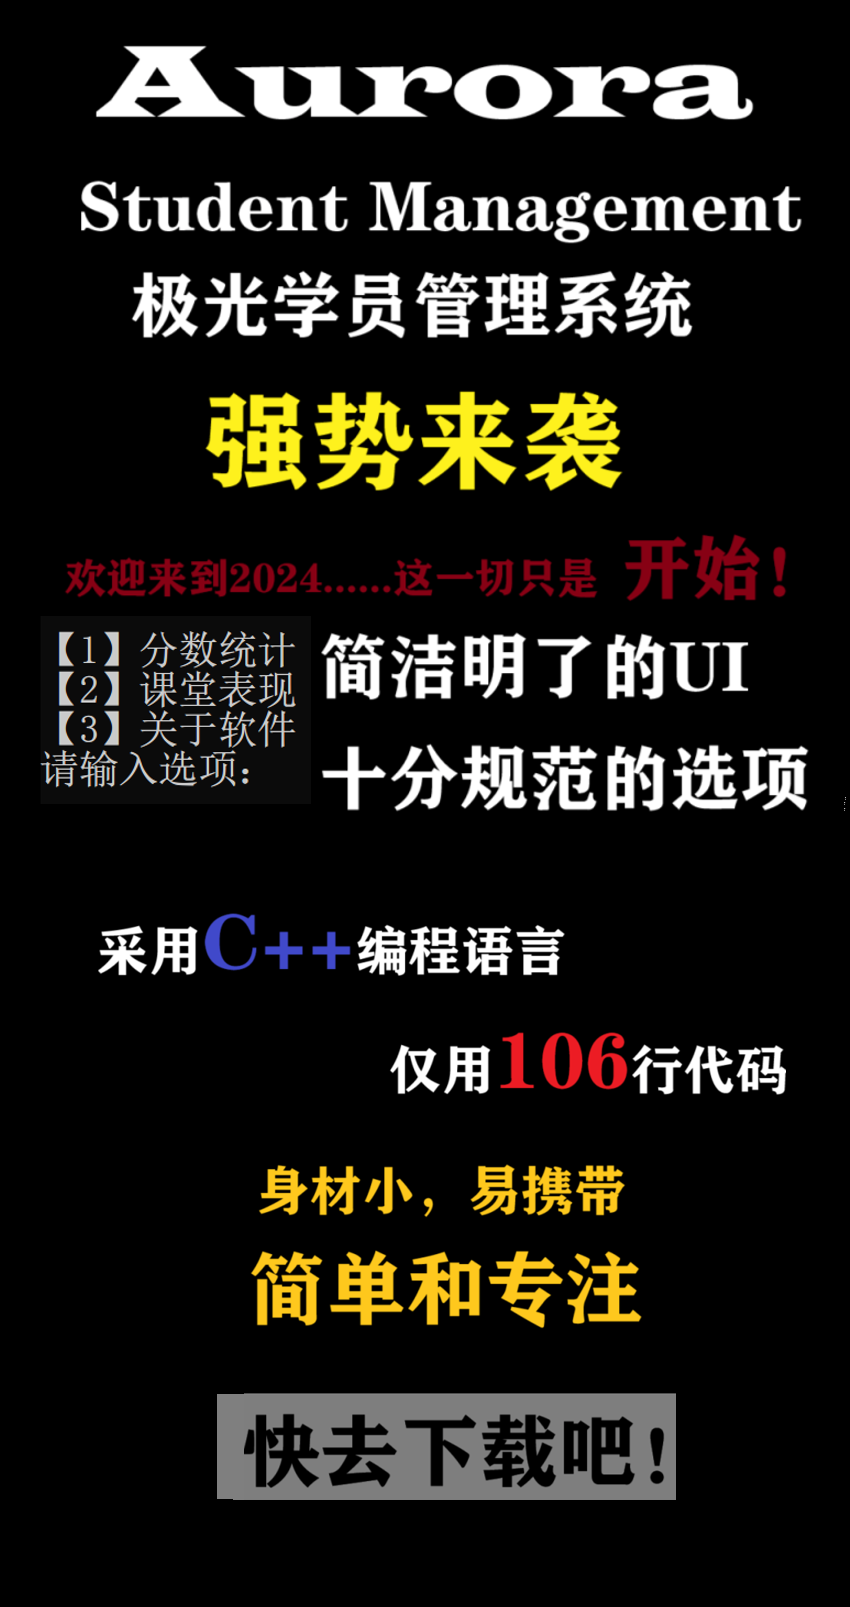 Aurora
Student Management
极光学员管理系统
强势来袭
欢迎来到2024......这一切只是 开始！
【1】分数统计
【2】课堂表现
【3】关于软件
请输入选项：
简洁明了的UI
十分规范的选项
采用C++编程语言
仅用106行代码
身材小，易携带
简单和专注
快去下载吧！